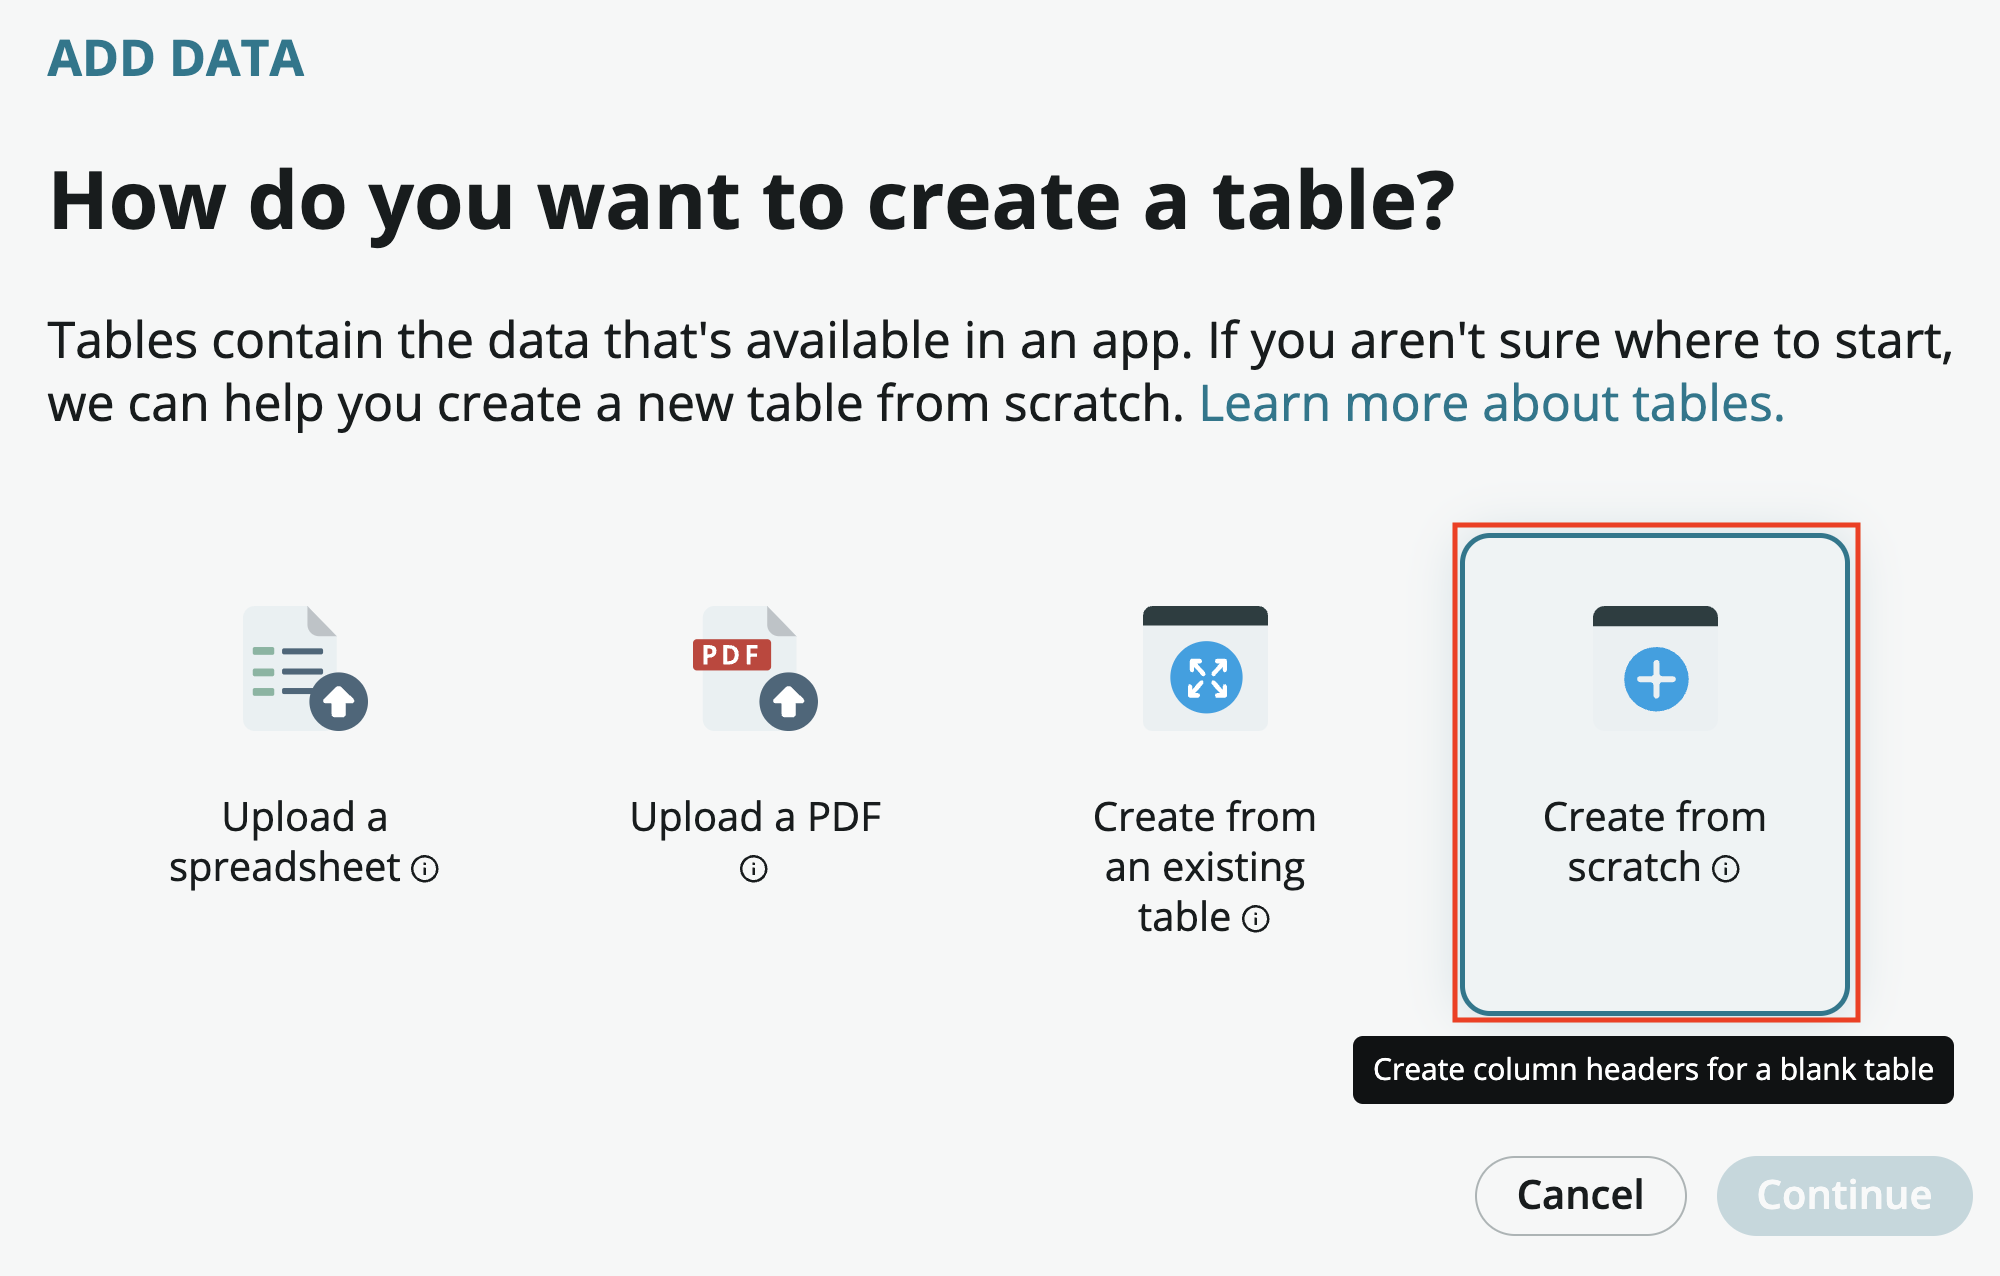 ADD DATA
How do you want to create a table?
Tables contain the data that's available in an app. If you aren't sure where to start,
we can help you create a new table from scratch. Learn more about tables.
Upload a
spreadsheet
PDF
Upload a PDF
Create from
an existing
table
Create from
scratch
Create column headers for a blank table
Cancel
Continue